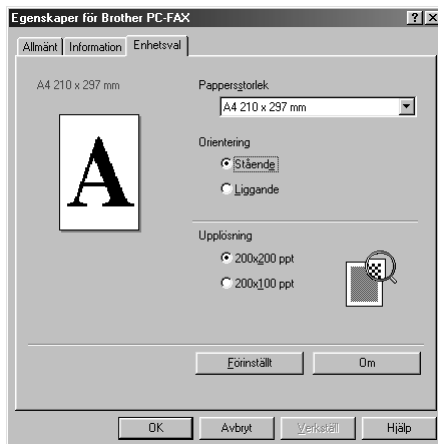 Egenskaper för Brother PC-FAX
Allmänt Information Enhetsval
A4 210 x 297 mm
A
Pappersstorlek
A4 210 x 297 mm
Orientering
Stående
Liggande
Upplösning
200x200 ppt
200x100 ppt
Förinställt Om
OK Avbryt Verkställ Hjälp